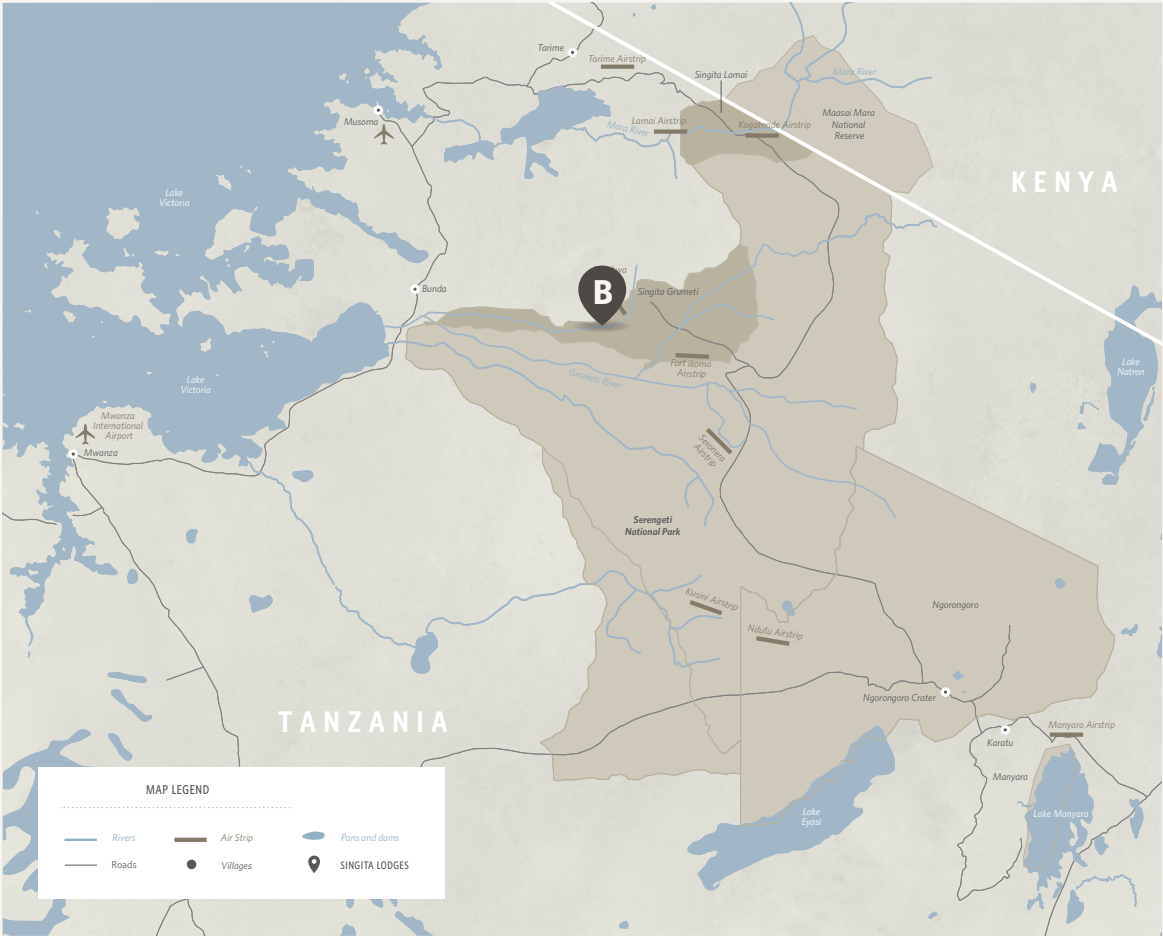 Tarime
Tarime Airstrip
Singita Lamai
Mara River
Musoma
Lamai Airstrip
Mara River
Kogatende Airstrip
Maasai Mara
National
Reserve
KENYA
Lake
Victoria
Bunda
B
Singita Grumeti
Fort Ikoma
Airstrip
Grumeti River
Lake
Natron
Lake
Victoria
Mwanza
International
Airport
Mwanza
Seronera
Airstrip
Serengeti
National Park
Kusini Airstrip
Ndutu Airstrip
Ngorongoro
Ngorongoro Crater
TANZANIA
Karatu
Manyara Airstrip
Manyara
Lake Manyara
Lake
Eyasi
MAP LEGEND
Rivers
Air Strip
Pans and dams
Roads
Villages
SINGITA LODGES